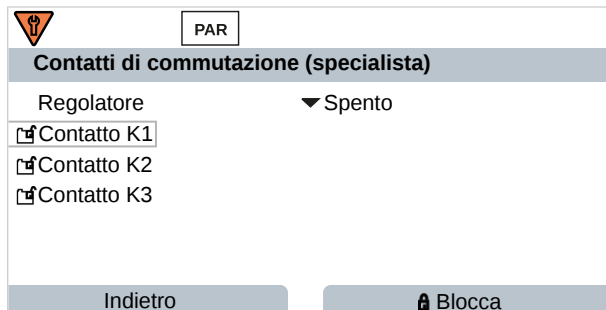 PAR
Contatti di commutazione (specialista)
Regolatore Spento
Contatto K1
Contatto K2
Contatto K3
Indietro Blocca